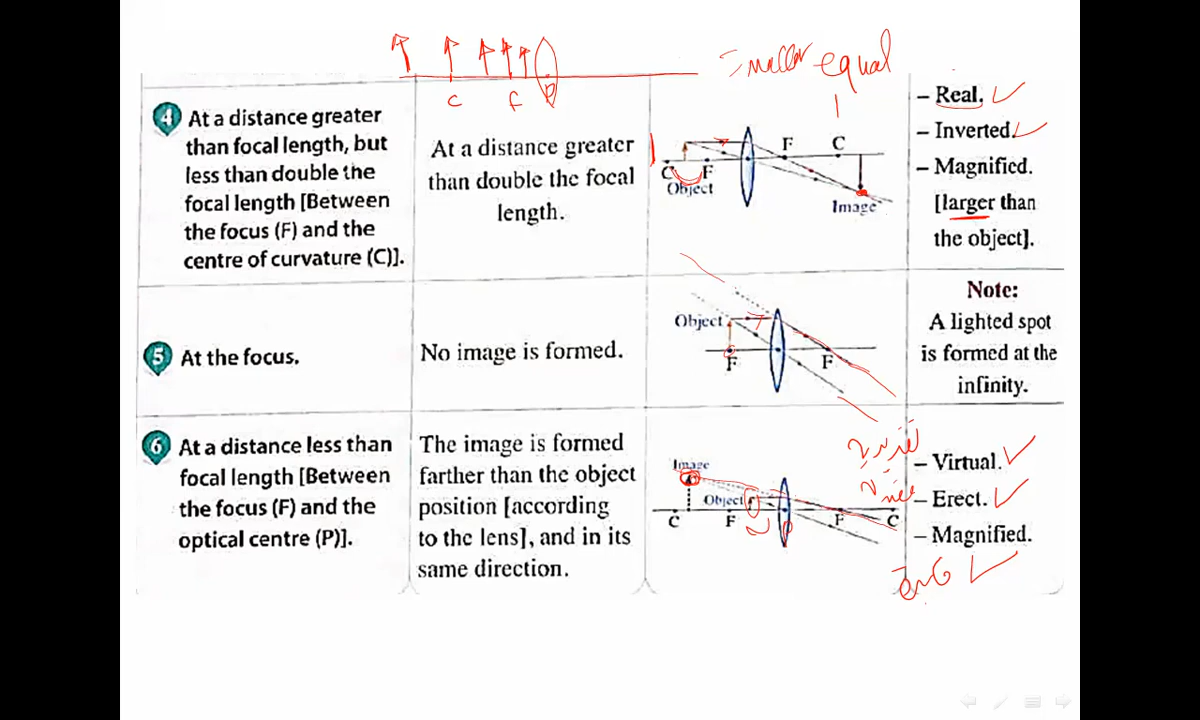 Smaller equal
C F P
4 At a distance greater
than focal length, but
less than double the
focal length [Between
the focus (F) and the
centre of curvature (C)].
At a distance greater
than double the focal
length.
F C
C F
Object
Image
– Real.
– Inverted.
– Magnified.
[larger than
the object].
5 At the focus.
No image is formed.
Object
F F
Note:
A lighted spot
is formed at the
infinity.
6 At a distance less than
focal length [Between
the focus (F) and the
optical centre (P)].
The image is formed
farther than the object
position [according
to the lens], and in its
same direction.
Image
Object
C F P F C
– Virtual.
– Erect.
– Magnified.